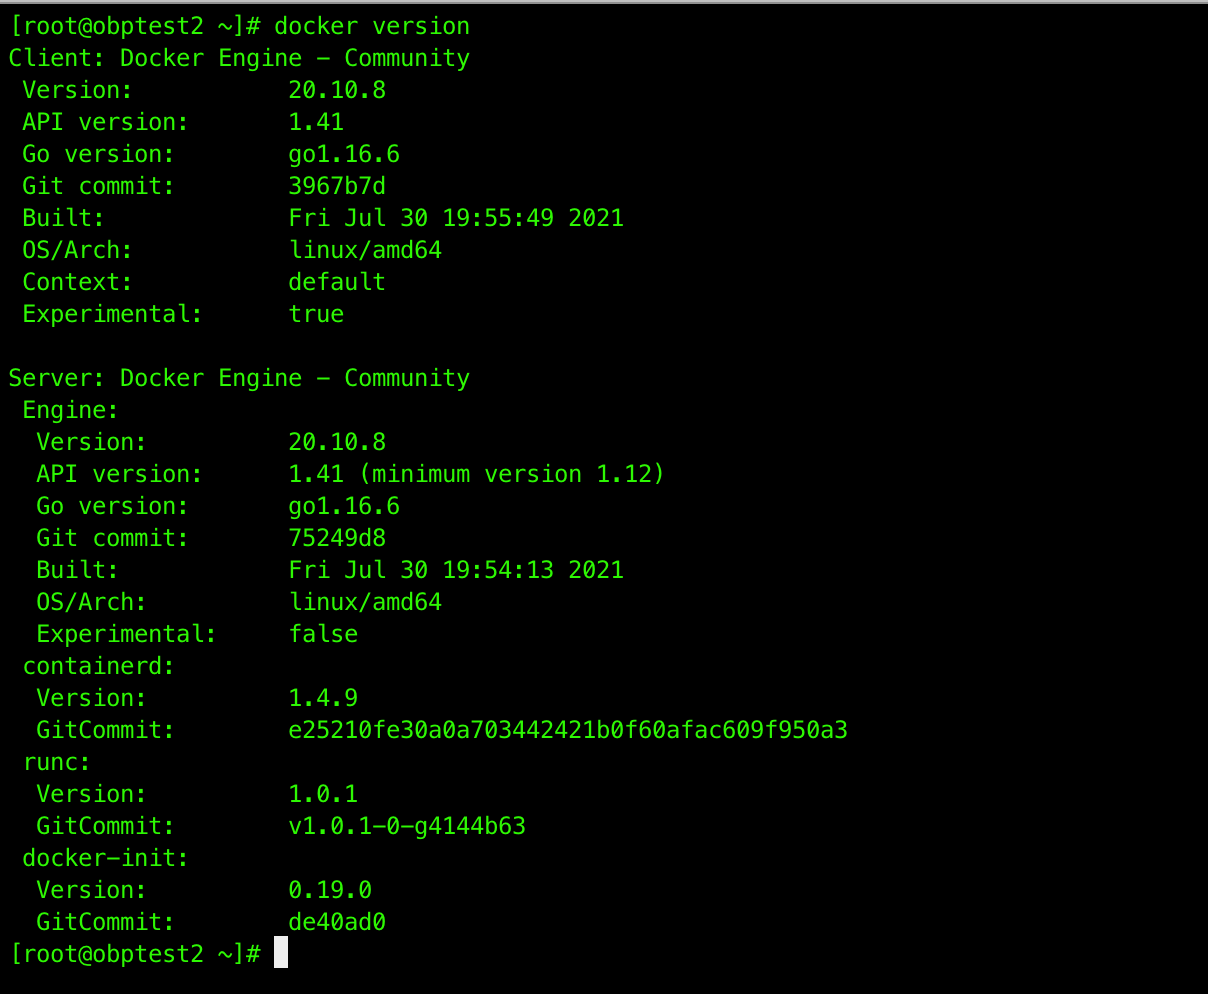 [root@obptest2 ~]# docker version
Client: Docker Engine - Community
 Version:           20.10.8
 API version:       1.41
 Go version:        go1.16.6
 Git commit:        3967b7d
 Built:             Fri Jul 30 19:55:49 2021
 OS/Arch:           linux/amd64
 Context:           default
 Experimental:      true

Server: Docker Engine - Community
 Engine:
  Version:          20.10.8
  API version:      1.41 (minimum version 1.12)
  Go version:       go1.16.6
  Git commit:       75249d8
  Built:            Fri Jul 30 19:54:13 2021
  OS/Arch:          linux/amd64
  Experimental:     false
 containerd:
  Version:          1.4.9
  GitCommit:        e25210fe30a0a703442421b0f60afac609f950a3
 runc:
  Version:          1.0.1
  GitCommit:        v1.0.1-0-g4144b63
 docker-init:
  Version:          0.19.0
  GitCommit:        de40ad0
[root@obptest2 ~]#